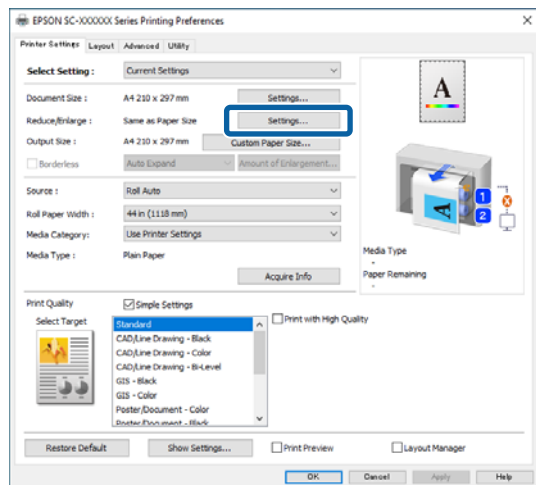 EPSON SC-XXXXXX Series Printing Preferences
Printer Settings Layout Advanced Utility
Select Setting : Current Settings
Document Size : A4 210 x 297 mm Settings...
Reduce/Enlarge : Same as Paper Size Settings...
Output Size : A4 210 x 297 mm Custom Paper Size...
Borderless Auto Expand Amount of Enlargement...
Source : Roll Auto
Roll Paper Width : 44 in (1118 mm)
Media Category: Use Printer Settings
Media Type : Plain Paper
Acquire Info
A
A
1
2
Media Type
-
Paper Remaining
-
Print Quality Simple Settings
Select Target
Standard
CAD/Line Drawing - Black
CAD/Line Drawing - Color
CAD/Line Drawing - Bi-Level
GIS - Black
GIS - Color
Poster/Document - Color
Poster/Document - Black
Print with High Quality
Restore Default Show Settings... Print Preview Layout Manager
OK Cancel Apply Help